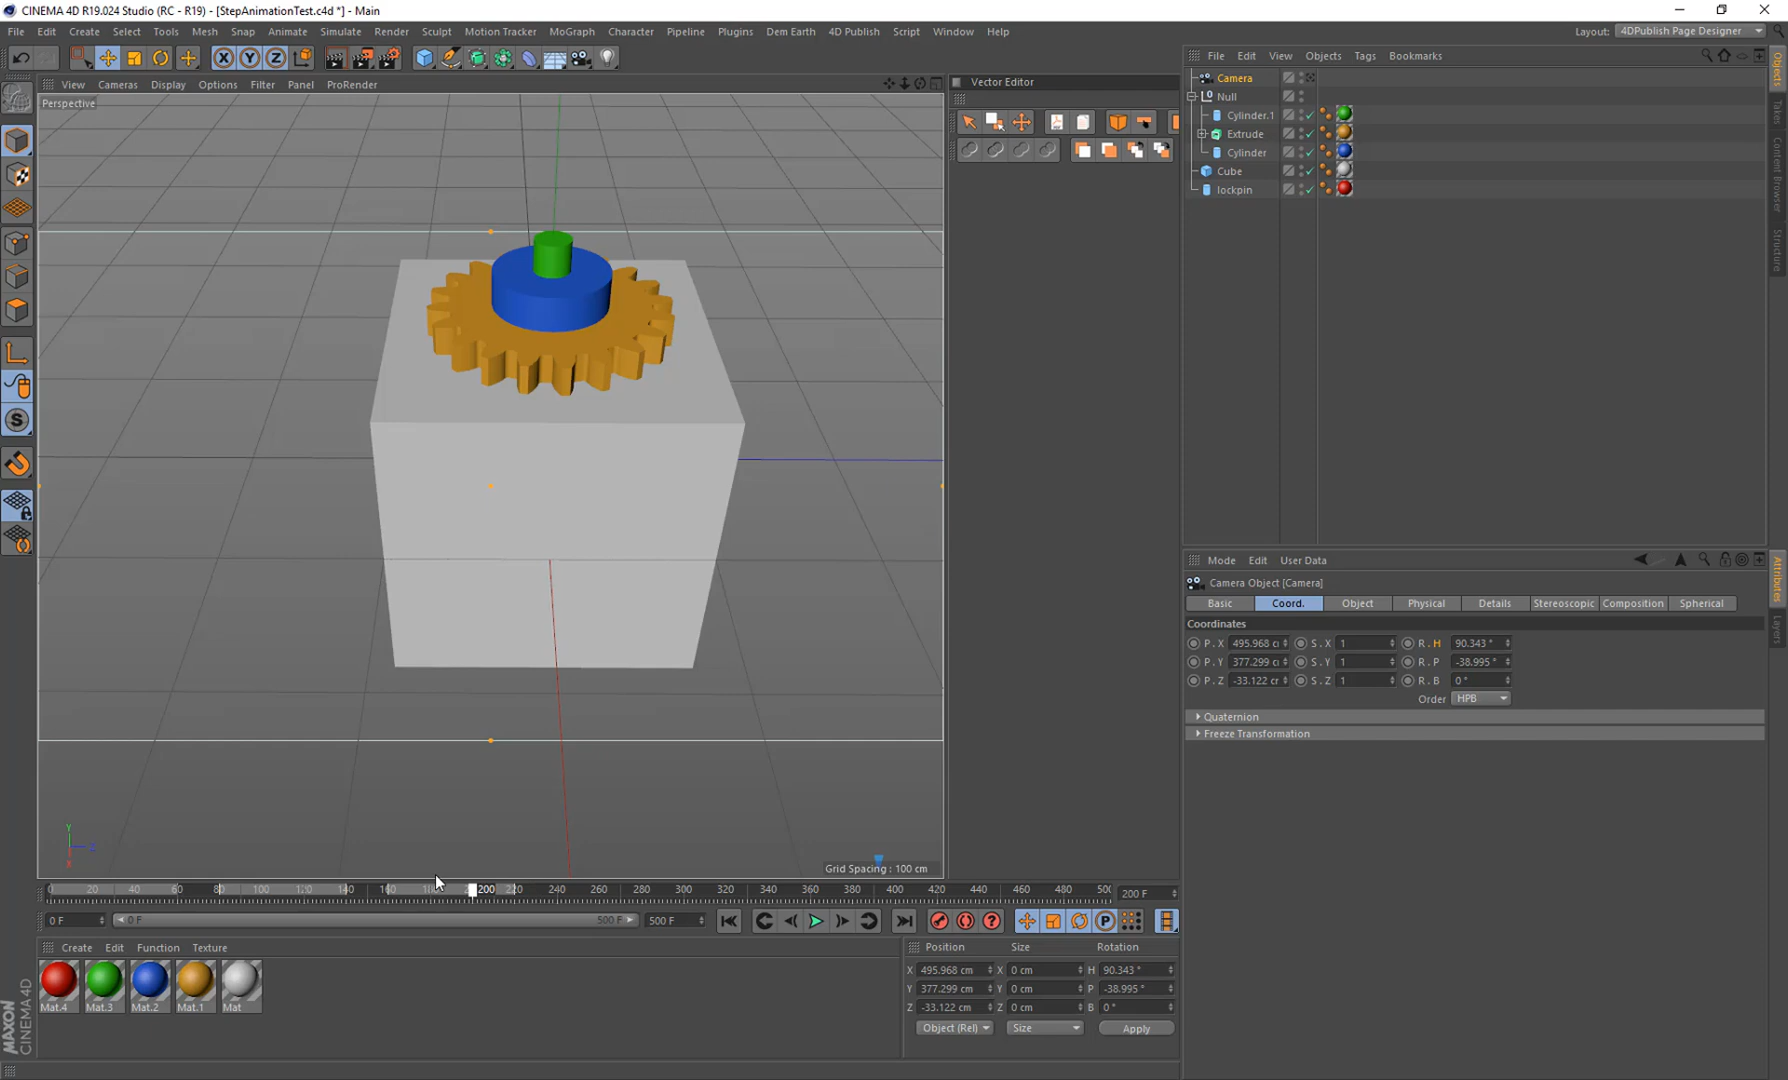 CINEMA 4D R19.024 Studio (RC - R19) - [StepAnimationTest.c4d *] - Main
File Edit Create Select Tools Mesh Snap Animate Simulate Render Sculpt Motion Tracker MoGraph Character Pipeline Plugins Dem Earth 4D Publish Script Window Help
Layout: 4DPublish Page Designer
X Y Z
File Edit View Objects Tags Bookmarks
View Cameras Display Options Filter Panel ProRender
Vector Editor
Perspective
Camera
Null
Cylinder.1
Extrude
Cylinder
Cube
lockpin
Objects
Takes
Content Browser
Structure
Mode Edit User Data
Camera Object [Camera]
Basic Coord. Object Physical Details Stereoscopic Composition Spherical
Coordinates
P . X 495.968 c S . X 1 R . H 90.343 °
P . Y 377.299 c S . Y 1 R . P -38.995 °
P . Z -33.122 cr S . Z 1 R . B 0 °
Order HPB
Quaternion
Freeze Transformation
Attributes
Layers
Y
Z
X
Grid Spacing : 100 cm
0 20 40 60 80 100 120 140 160 180 200 220 240 260 280 300 320 340 360 380 400 420 440 460 480 500 200 F
0 F 0 F 500 F 500 F
Create Edit Function Texture
Mat.4 Mat.3 Mat.2 Mat.1 Mat
Position Size Rotation
X 495.968 cm X 0 cm H 90.343 °
Y 377.299 cm Y 0 cm P -38.995 °
Z -33.122 cm Z 0 cm B 0 °
Object (Rel) Size Apply
MAXON
CINEMA 4D